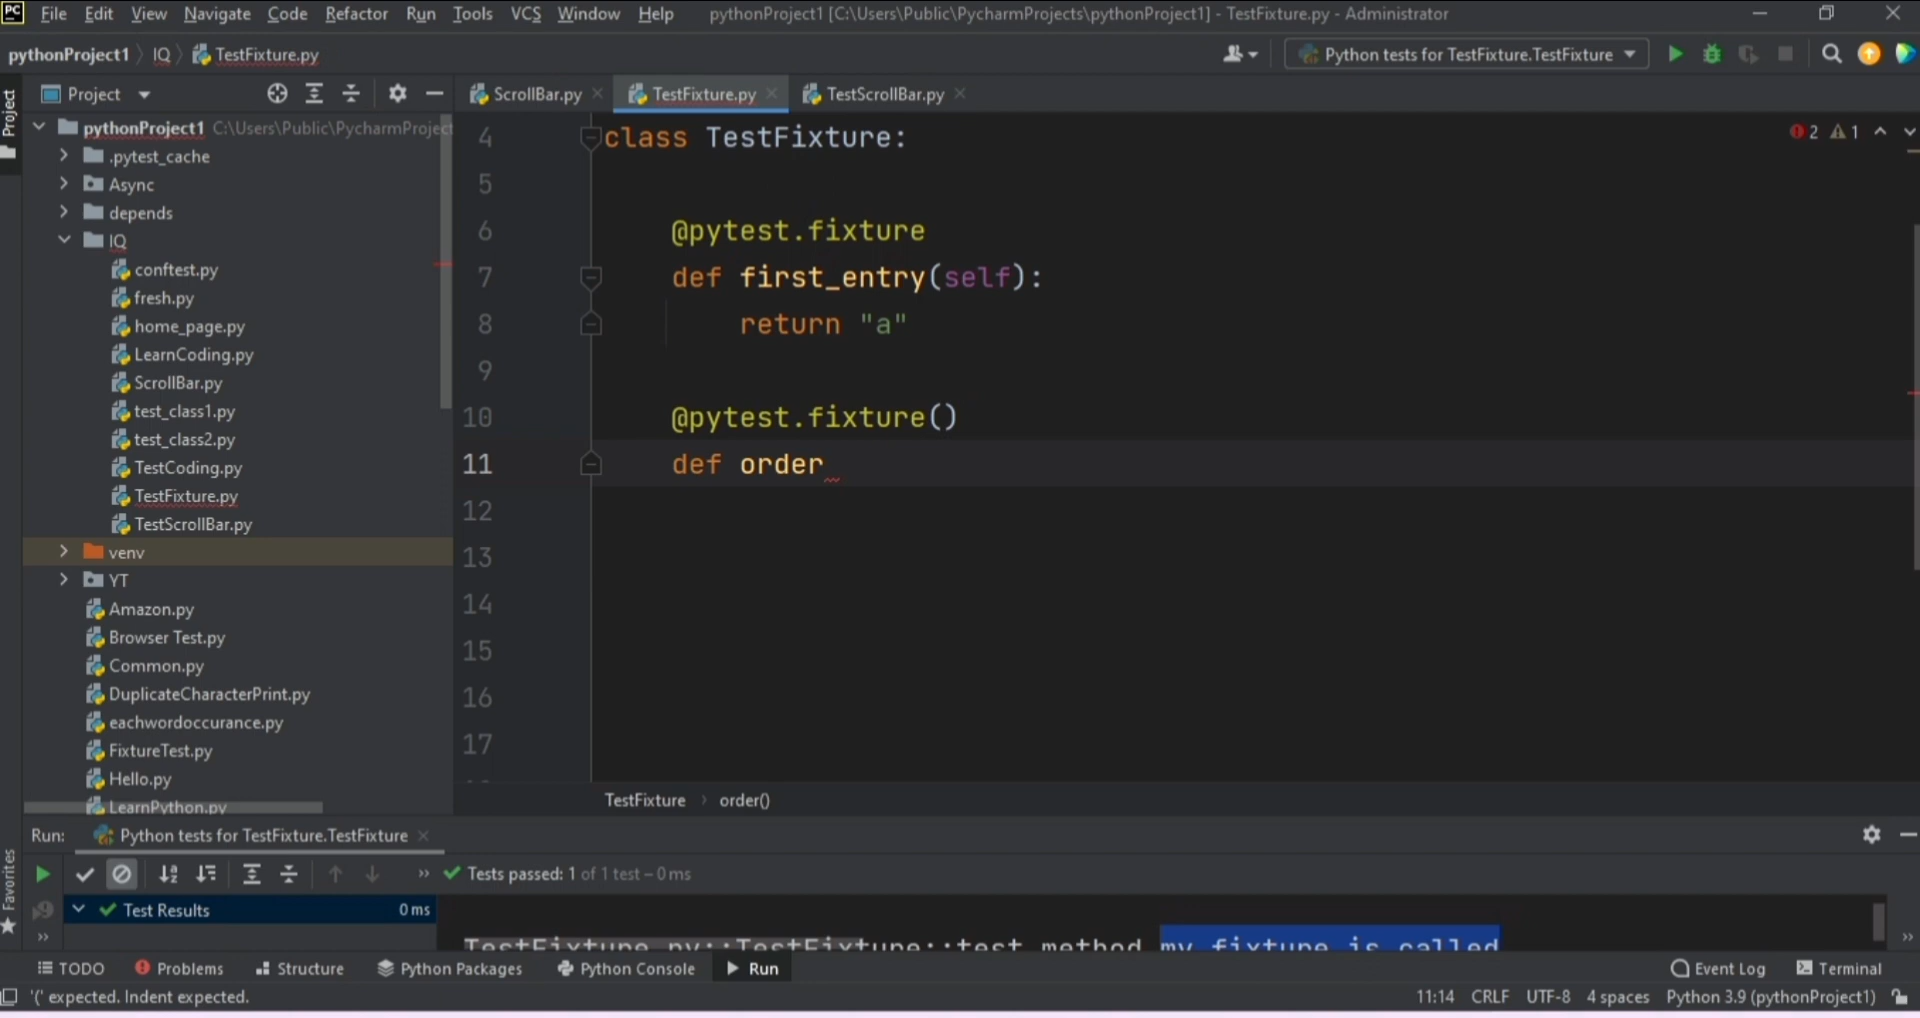 PC File Edit View Navigate Code Refactor Run Tools VCS Window Help pythonProject1 [C:\Users\Public\PycharmProjects\pythonProject1] - TestFixture.py - Administrator
pythonProject1 IQ TestFixture.py Python tests for TestFixture.TestFixture
Project
Project ScrollBar.py TestFixture.py TestScrollBar.py
pythonProject1 C:\Users\Public\PycharmProject
.pytest_cache
Async
depends
IQ
conftest.py
fresh.py
home_page.py
LearnCoding.py
ScrollBar.py
test_class1.py
test_class2.py
TestCoding.py
TestFixture.py
TestScrollBar.py
venv
YT
Amazon.py
Browser Test.py
Common.py
DuplicateCharacterPrint.py
eachwordoccurance.py
FixtureTest.py
Hello.py
LearnPython.py
4 class TestFixture:
2 1
5
6 @pytest.fixture
7 def first_entry(self):
8 return "a"
9
10 @pytest.fixture()
11 def order
12
13
14
15
16
17
TestFixture order()
Run: Python tests for TestFixture.TestFixture
Favorites
Tests passed: 1 of 1 test – 0 ms
Test Results 0 ms
TestFixture.py::TestFixture::test_method my fixture is called
TODO Problems Structure Python Packages Python Console Run Event Log Terminal
'(' expected. Indent expected. 11:14 CRLF UTF-8 4 spaces Python 3.9 (pythonProject1)